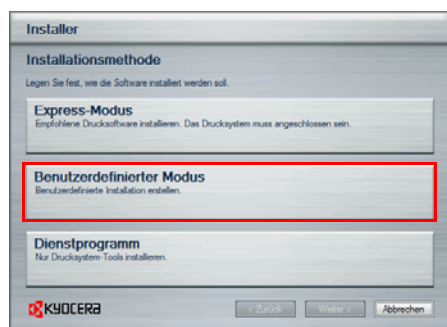 Installer
Installationsmethode
Legen Sie fest, wie die Software installiert werden soll.
Express-Modus
Empfohlene Drucksoftware installieren. Das Drucksystem muss angeschlossen sein.
Benutzerdefinierter Modus
Benutzerdefinierte Installation erstellen.
Dienstprogramm
Nur Drucksystem-Tools installieren.
KYOCERA
< Zurück
Weiter >
Abbrechen